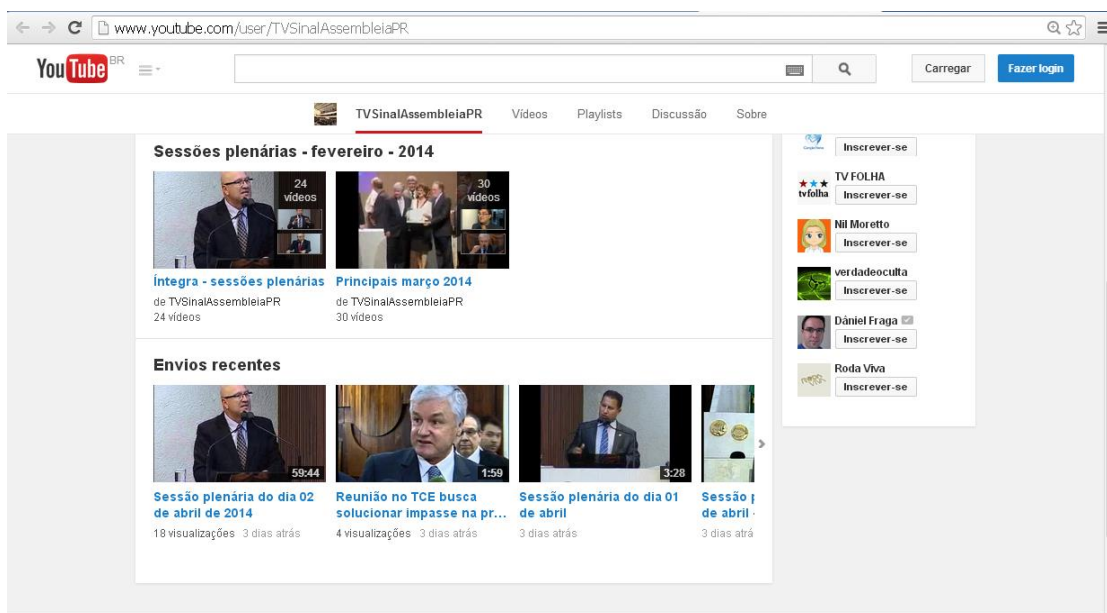 www.youtube.com/user/TVSinalAssembleiaPR
YouTube BR
Carregar
Fazer login
TVSinalAssembleiaPR Vídeos Playlists Discussão Sobre
Sessões plenárias - fevereiro - 2014
24 vídeos
30 vídeos
Íntegra - sessões plenárias
de TVSinalAssembleiaPR
24 vídeos
Principais março 2014
de TVSinalAssembleiaPR
30 vídeos
Envios recentes
59:44
Sessão plenária do dia 02
de abril de 2014
18 visualizações 3 dias atrás
1:59
Reunião no TCE busca
solucionar impasse na pr...
4 visualizações 3 dias atrás
3:28
Sessão plenária do dia 01
de abril
3 dias atrás
Sessão p
de abril -
3 dias atrá
Inscrever-se
tvfolha
TV FOLHA
Inscrever-se
Nil Moretto
Inscrever-se
verdadeoculta
Inscrever-se
Dâniel Fraga
Inscrever-se
Roda Viva
Inscrever-se